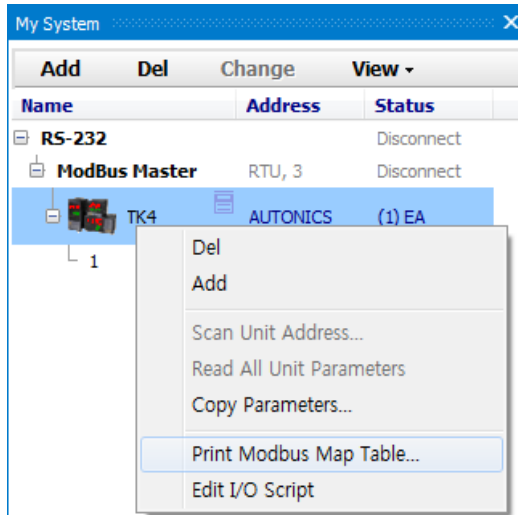 My System
Add Del Change View
Name Address Status
RS-232 Disconnect
ModBus Master RTU, 3 Disconnect
TK4 AUTONICS (1) EA
1
Del
Add
Scan Unit Address...
Read All Unit Parameters
Copy Parameters...
Print Modbus Map Table...
Edit I/O Script